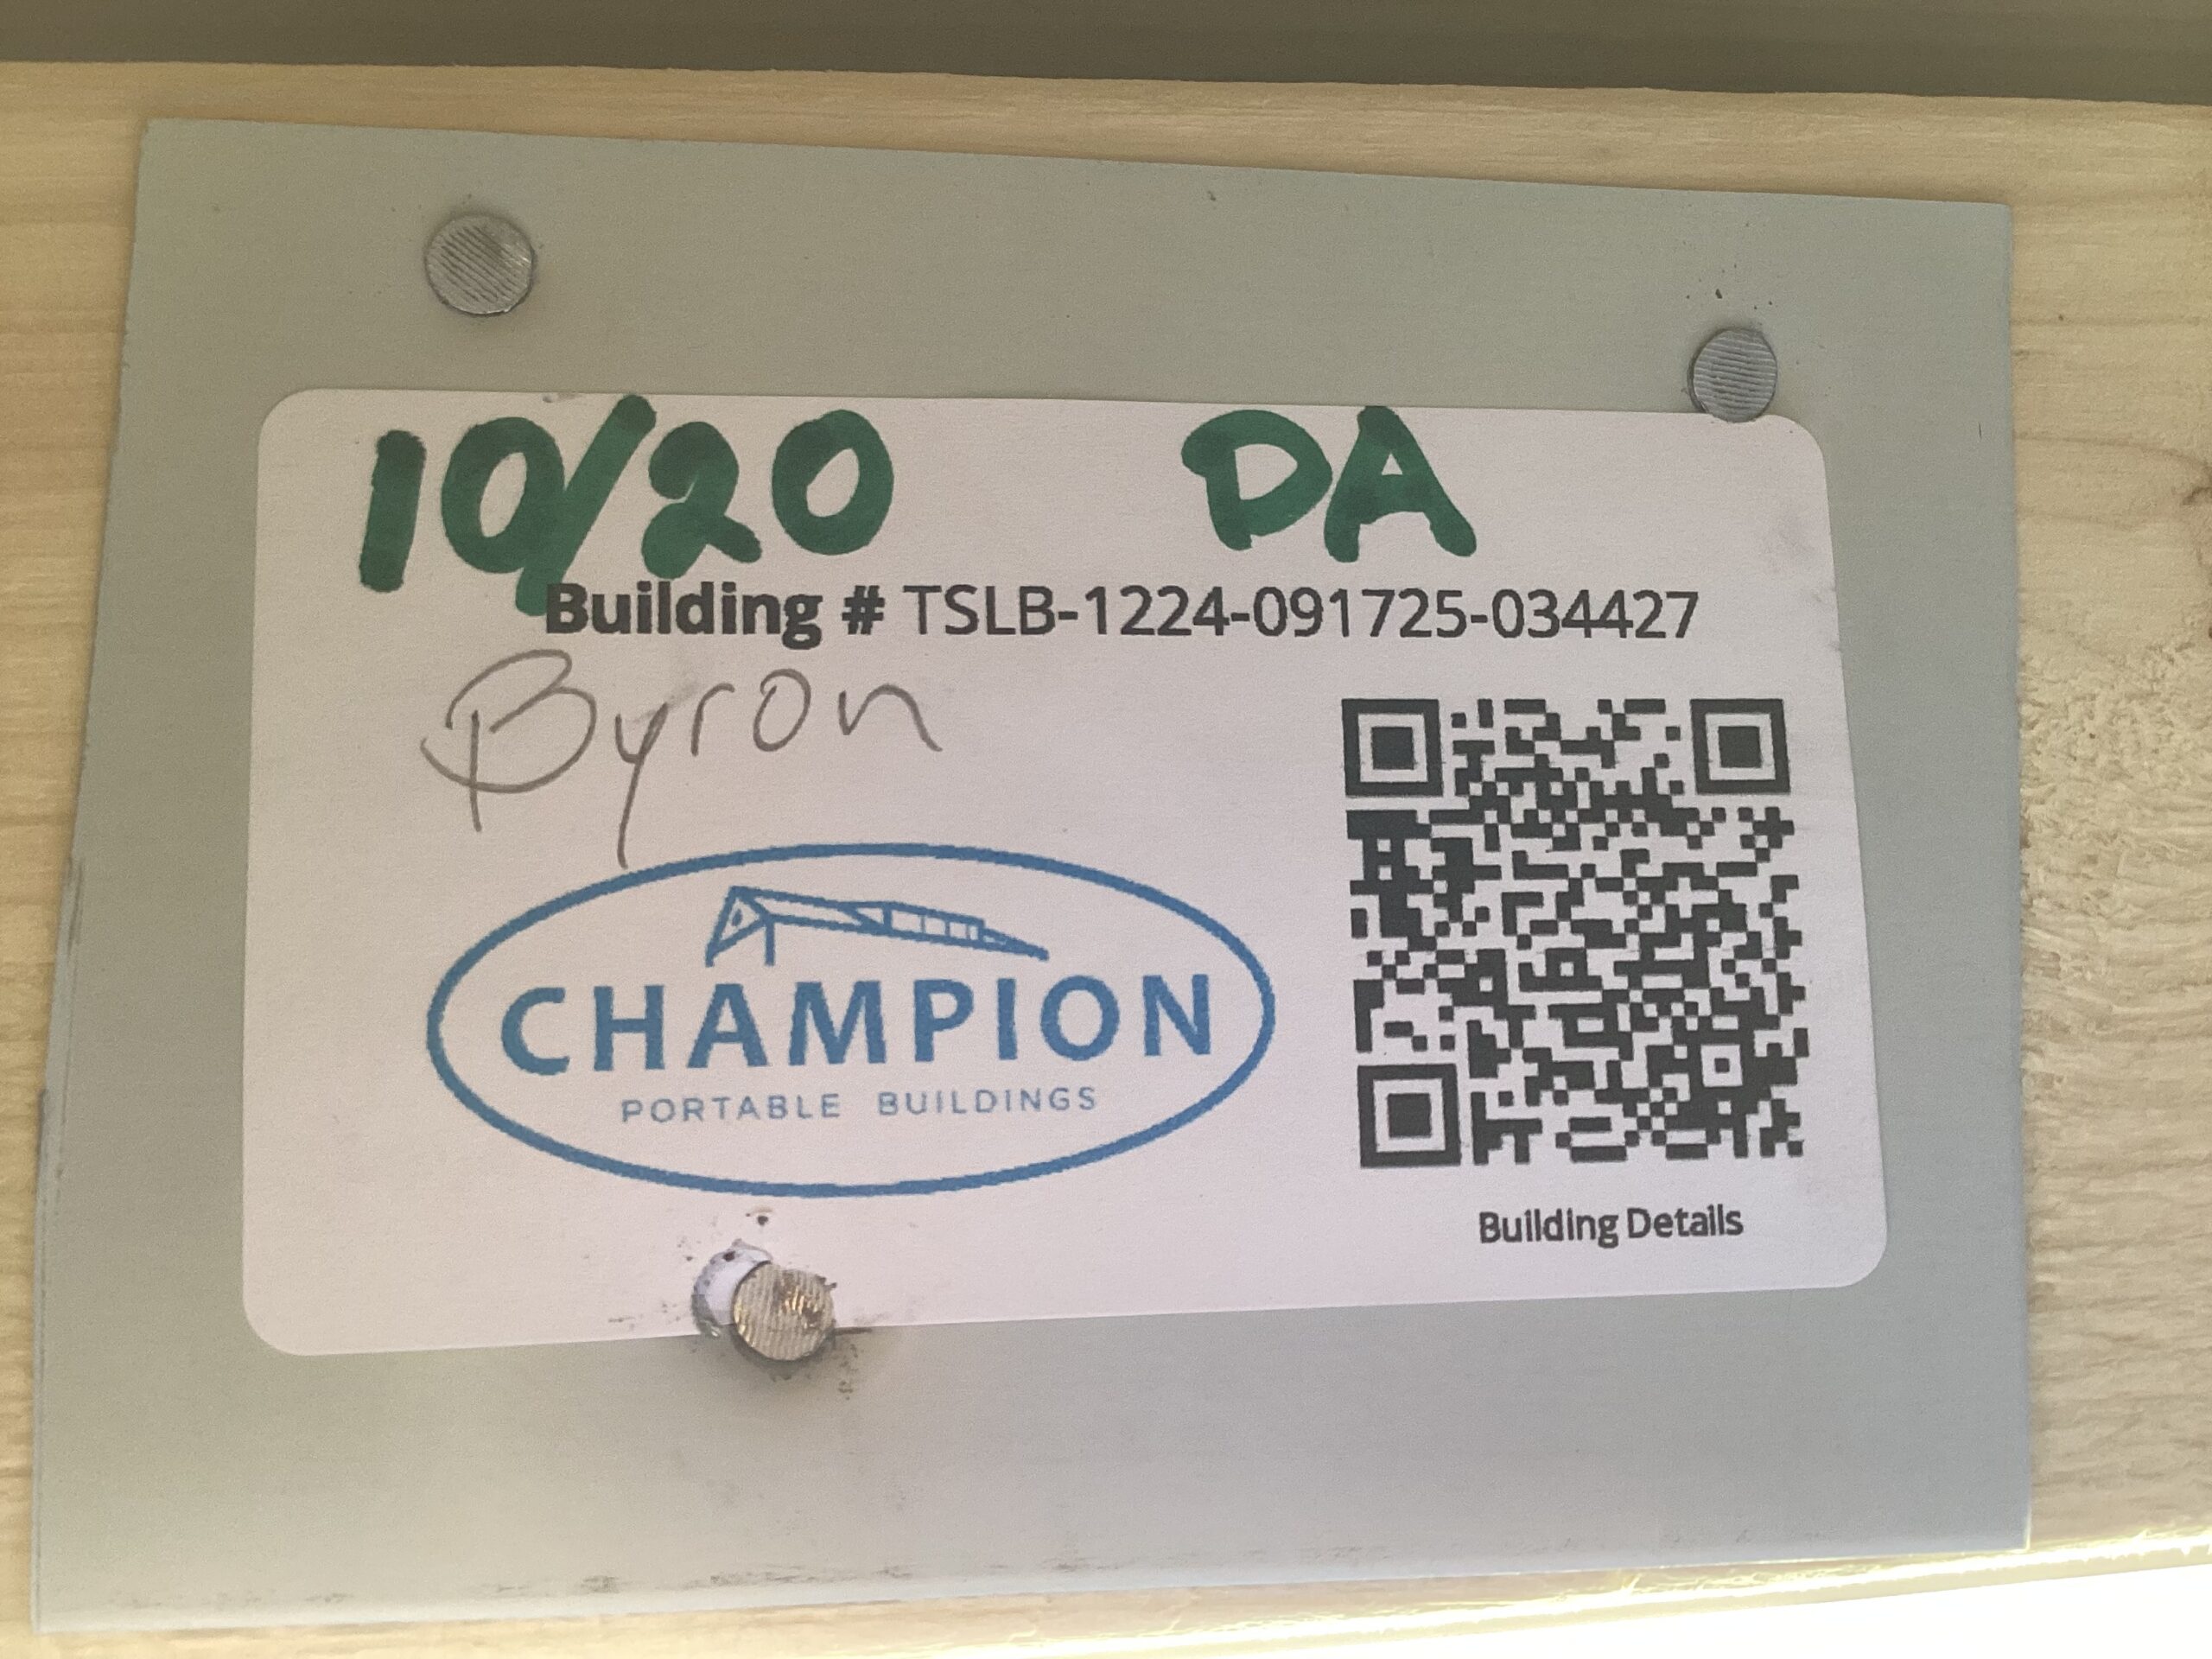 10/20 DA
Building # TSLB-1224-091725-034427
Byron
CHAMPION
PORTABLE BUILDINGS
Building Details